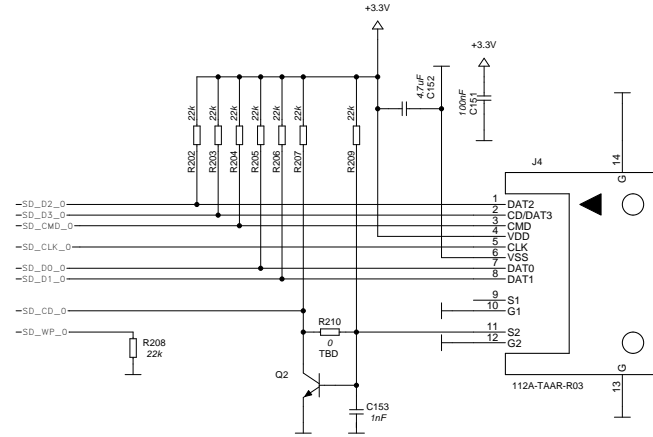 +3.3V
+3.3V
4.7uF
C152
100nF
C151
22k
22k
22k
22k
22k
22k
22k
R202
R203
R204
R205
R206
R207
R209
J4
14
G
SD_D2_0
1
DAT2
SD_D3_0
2
CD/DAT3
SD_CMD_0
3
CMD
4
VDD
SD_CLK_0
5
CLK
6
VSS
SD_D0_0
7
DAT0
SD_D1_0
8
DAT1
9
S1
SD_CD_0
10
G1
R210
SD_WP_0
11
S2
0
12
G2
R208
22k
TBD
G
Q2
112A-TAAR-R03
13
C153
1nF